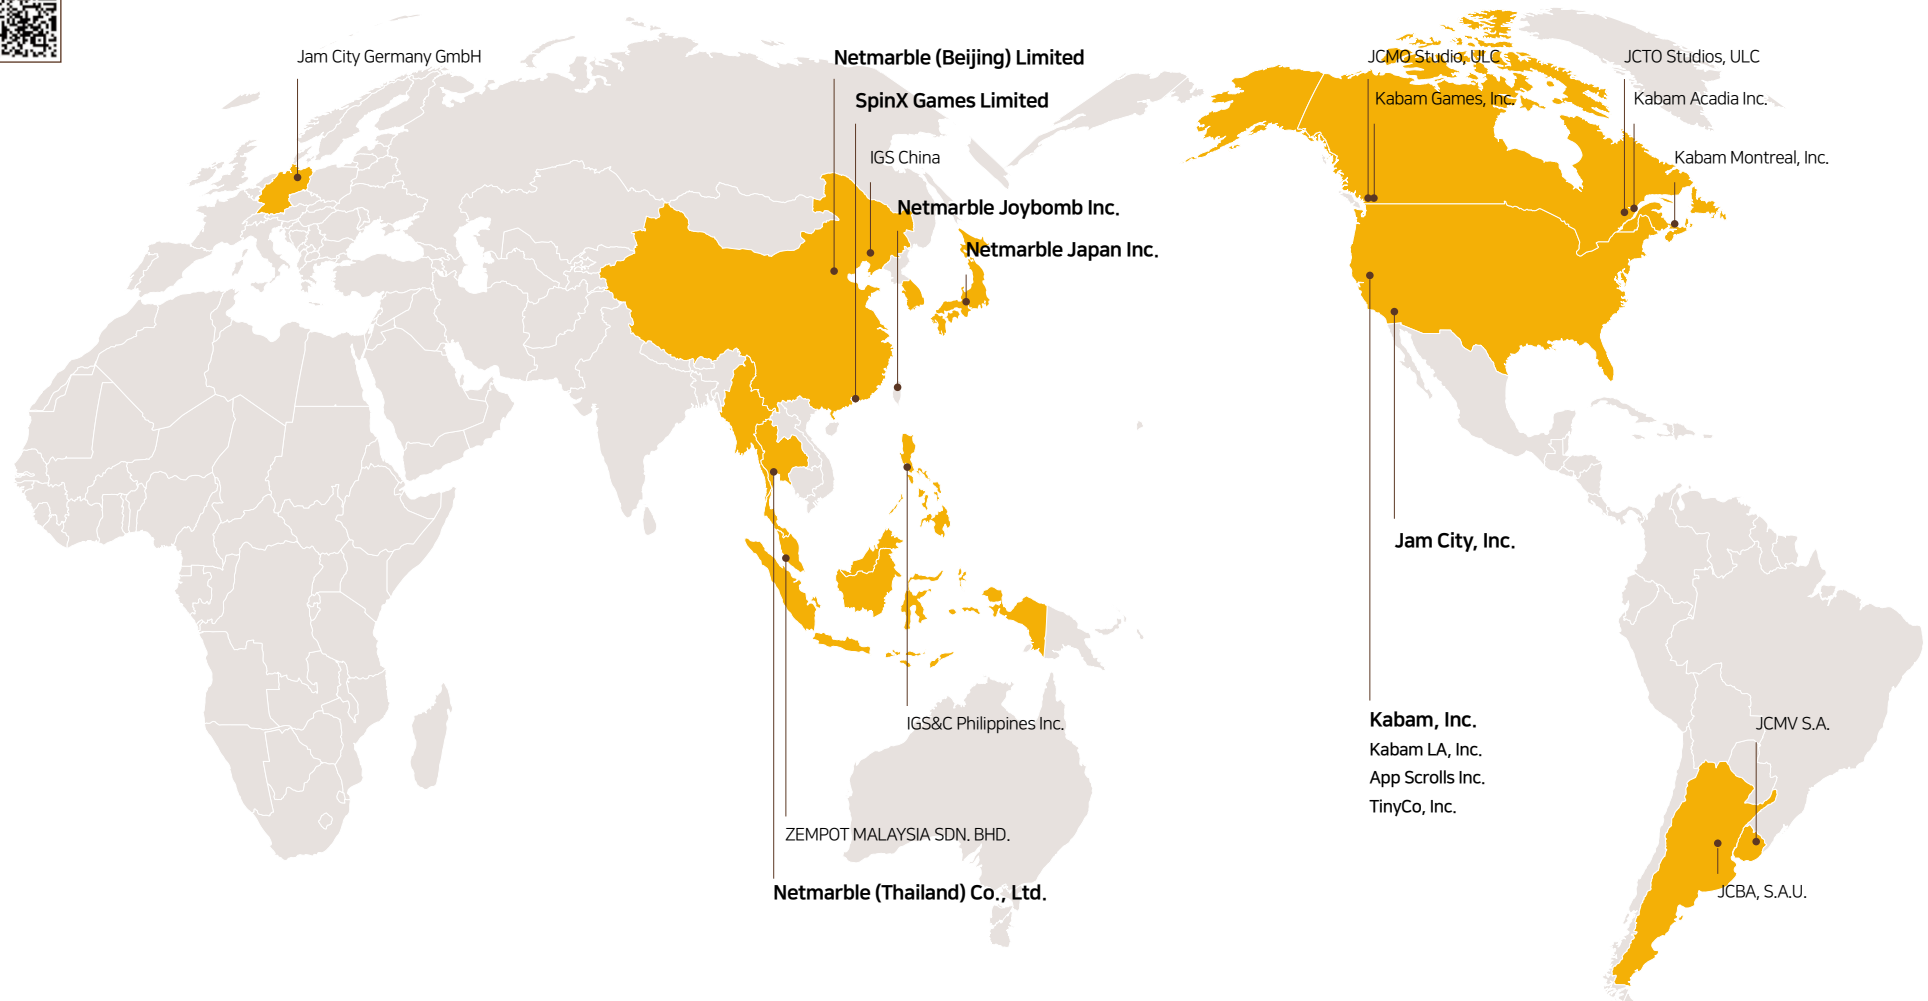 Jam City Germany GmbH
Netmarble (Beijing) Limited
SpinX Games Limited
IGS China
Netmarble Joybomb Inc.
Netmarble Japan Inc.
JCMO Studio, ULC
Kabam Games, Inc.
JCTO Studios, ULC
Kabam Acadia Inc.
Kabam Montreal, Inc.
Jam City, Inc.
Kabam, Inc.
Kabam LA, Inc.
App Scrolls Inc.
TinyCo, Inc.
IGS&C Philippines Inc.
JCMV S.A.
ZEMPOT MALAYSIA SDN. BHD.
Netmarble (Thailand) Co., Ltd.
JCBA, S.A.U.